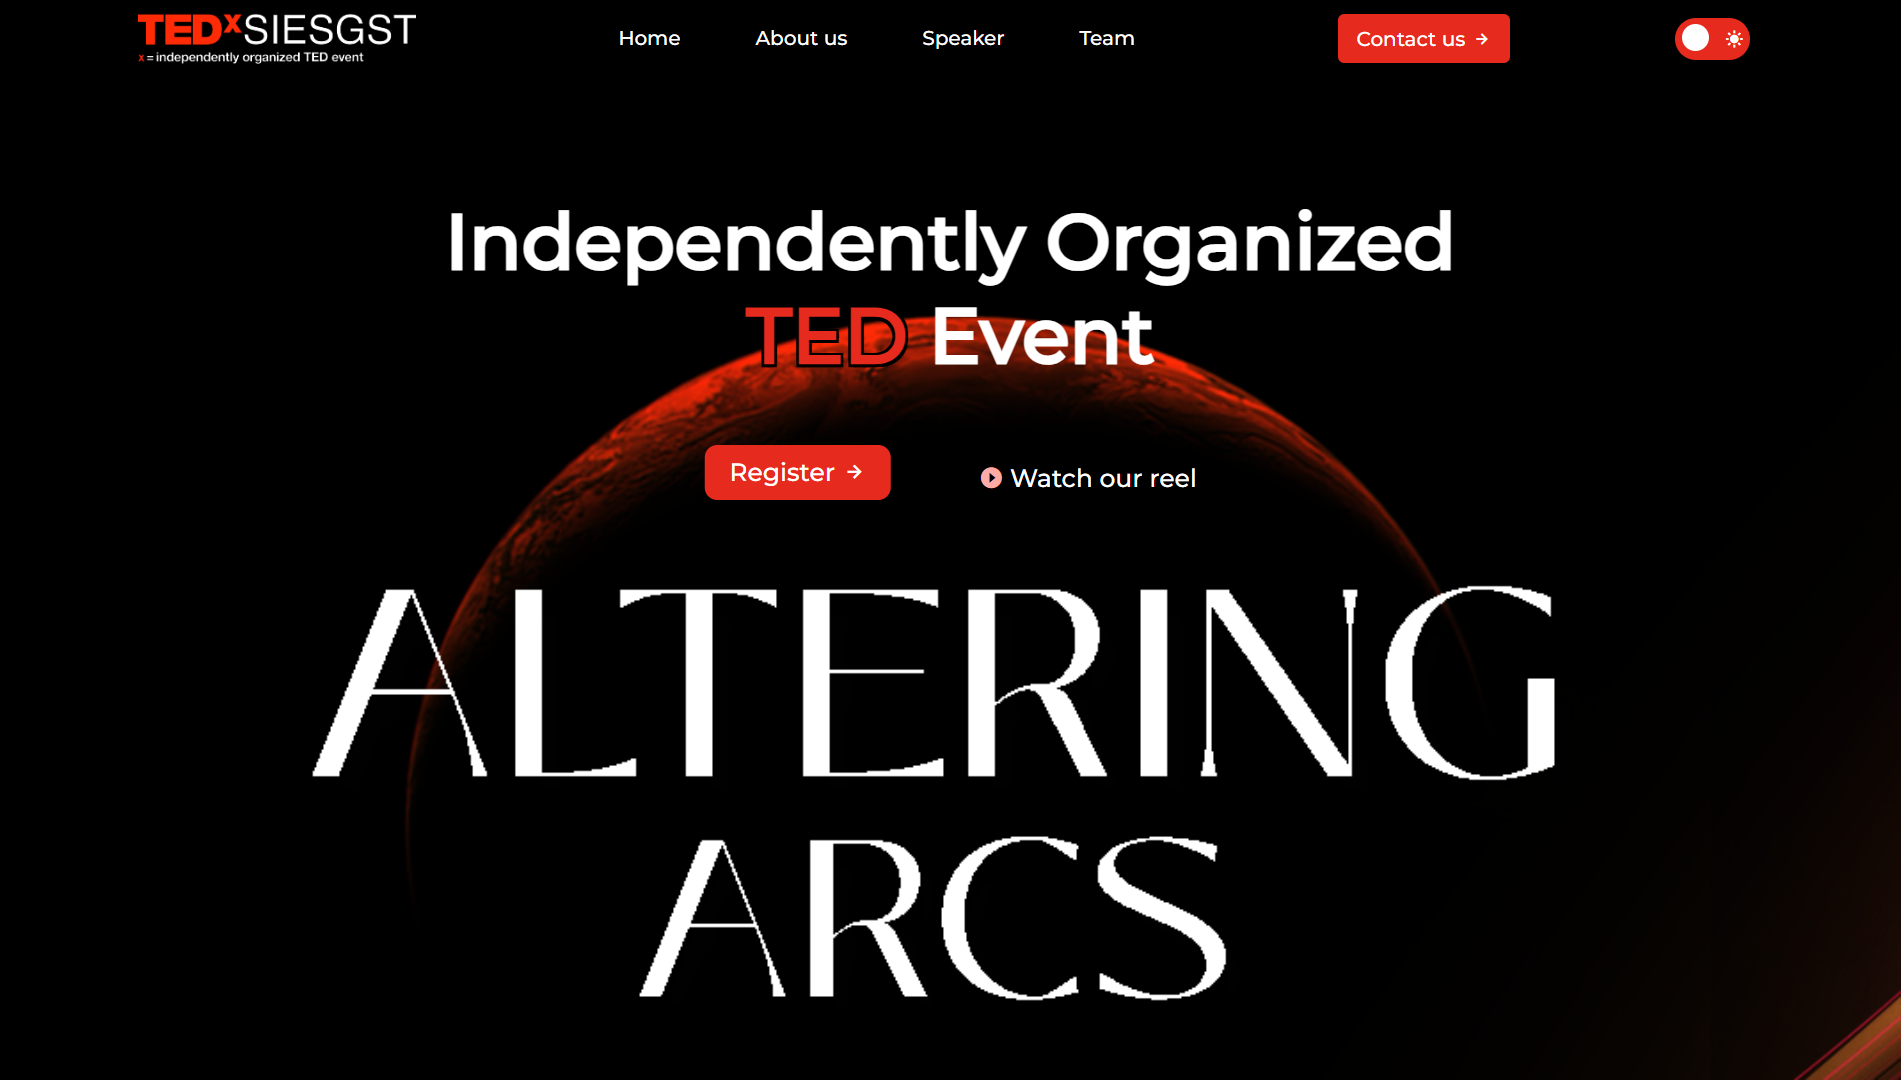 TEDxSIESGST
x = independently organized TED event
Home
About us
Speaker
Team
Contact us
Independently Organized
TED Event
Register
Watch our reel
ALTERING
ARCS